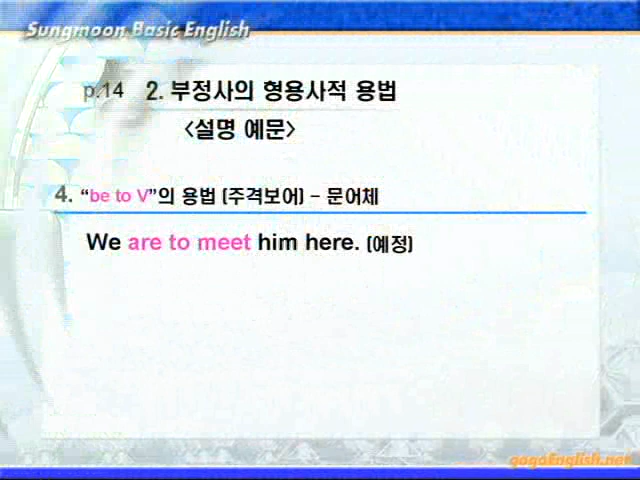 Sungmoon Basic English
p.14 2. 부정사의 형용사적 용법
<설명 예문>
4. “be to V”의 용법 (주격보어) - 문어체
We are to meet him here. (예정)
gogoEnglish.net